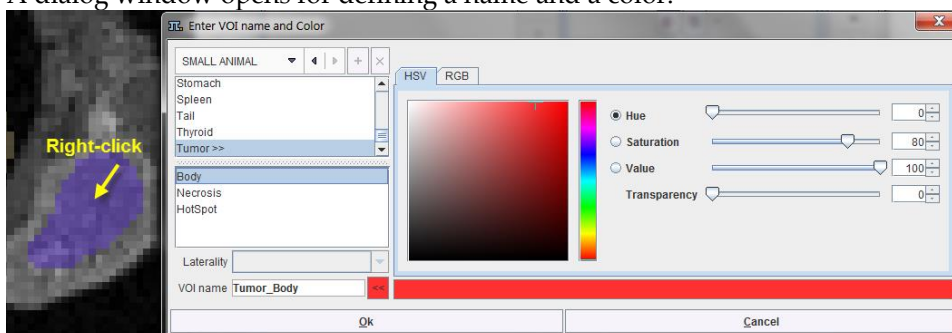 A dialog window opens for defining a name and a color.
Enter VOI name and Color
SMALL ANIMAL
Stomach
Spleen
Tail
Thyroid
Tumor >>
Body
Necrosis
HotSpot
Laterality
VOI name Tumor_Body <<
HSV RGB
Hue 0
Saturation 80
Value 100
Transparency 0
Ok Cancel
Right-click